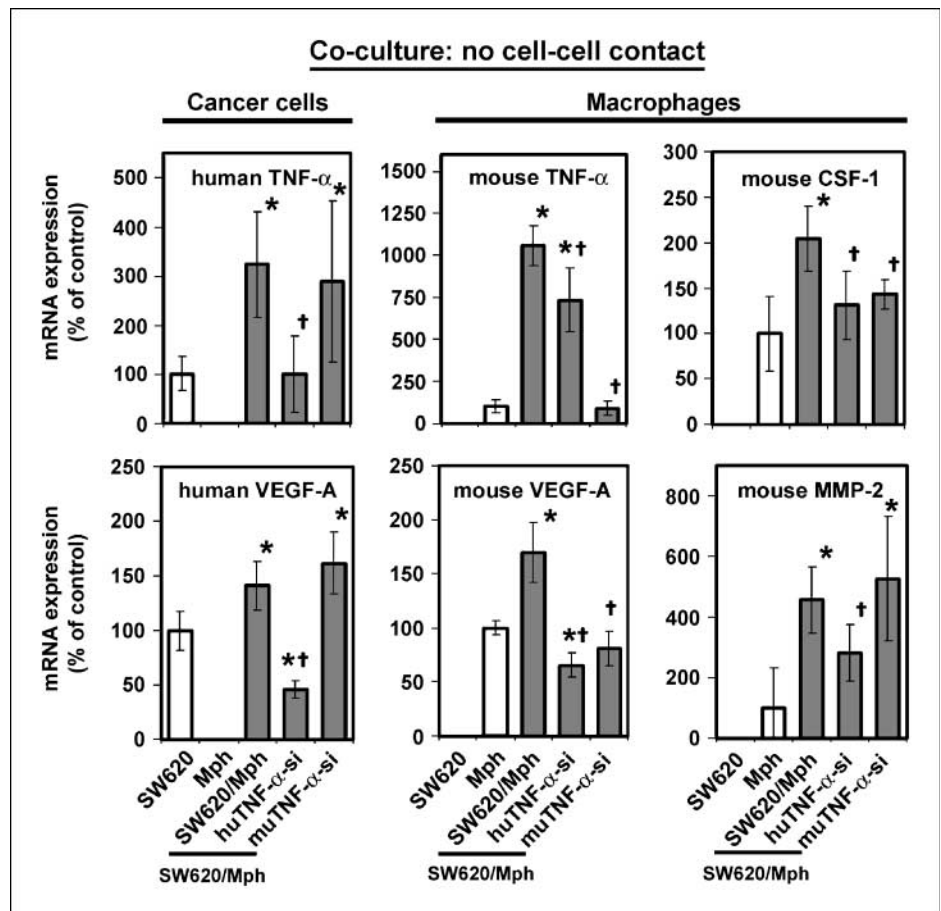 Co-culture: no cell-cell contact
Cancer cells
Macrophages
mRNA expression
(% of control)
human TNF-α
500
400
300
200
100
0
*
†
*
mouse TNF-α
1500
1250
1000
750
500
250
0
*
*†
†
mouse CSF-1
300
250
200
150
100
50
0
*
†
†
mRNA expression
(% of control)
human VEGF-A
250
200
150
100
50
0
*
*†
*
SW620
Mph
SW620/Mph
huTNF-α-si
muTNF-α-si
SW620/Mph
mouse VEGF-A
250
200
150
100
50
0
*
*†
†
SW620
Mph
SW620/Mph
huTNF-α-si
muTNF-α-si
SW620/Mph
mouse MMP-2
800
600
400
200
0
*
†
*
SW620
Mph
SW620/Mph
huTNF-α-si
muTNF-α-si
SW620/Mph